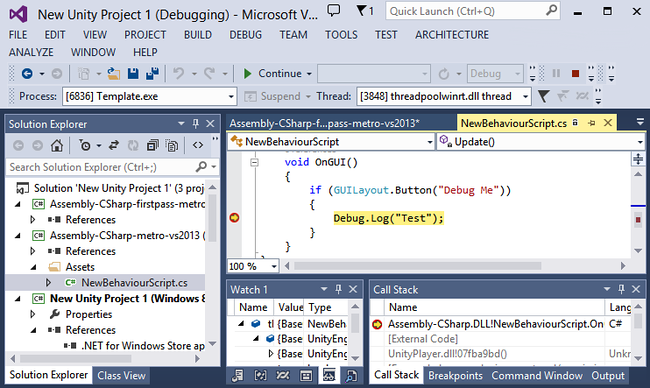 New Unity Project 1 (Debugging) - Microsoft V...
Quick Launch (Ctrl+Q)
FILE EDIT VIEW PROJECT BUILD DEBUG TEAM TOOLS TEST ARCHITECTURE
ANALYZE WINDOW HELP
Continue Debug
Process: [6836] Template.exe Suspend Thread: [3848] threadpoolwinrt.dll thread
Solution Explorer
Search Solution Explorer (Ctrl+;)
Solution 'New Unity Project 1' (3 proj
Assembly-CSharp-firstpass-metro
References
Assembly-CSharp-metro-vs2013 (
References
Assets
NewBehaviourScript.cs
New Unity Project 1 (Windows 8
Properties
References
.NET for Windows Store ap
Solution Explorer Class View
Assembly-CSharp-f...pass-metro-vs2013* NewBehaviourScript.cs
NewBehaviourScript Update()
void OnGUI()
{
if (GUILayout.Button("Debug Me"))
{
Debug.Log("Test");
}
}
100 %
Watch 1
Name Value Type
tl {Base NewBeha
{Base UnityEng
{Base UnityEng
Call Stack
Name Lang
Assembly-CSharp.DLL!NewBehaviourScript.On C#
[External Code]
UnityPlayer.dll!07fba9bd() Unkn
Call Stack Breakpoints Command Window Output